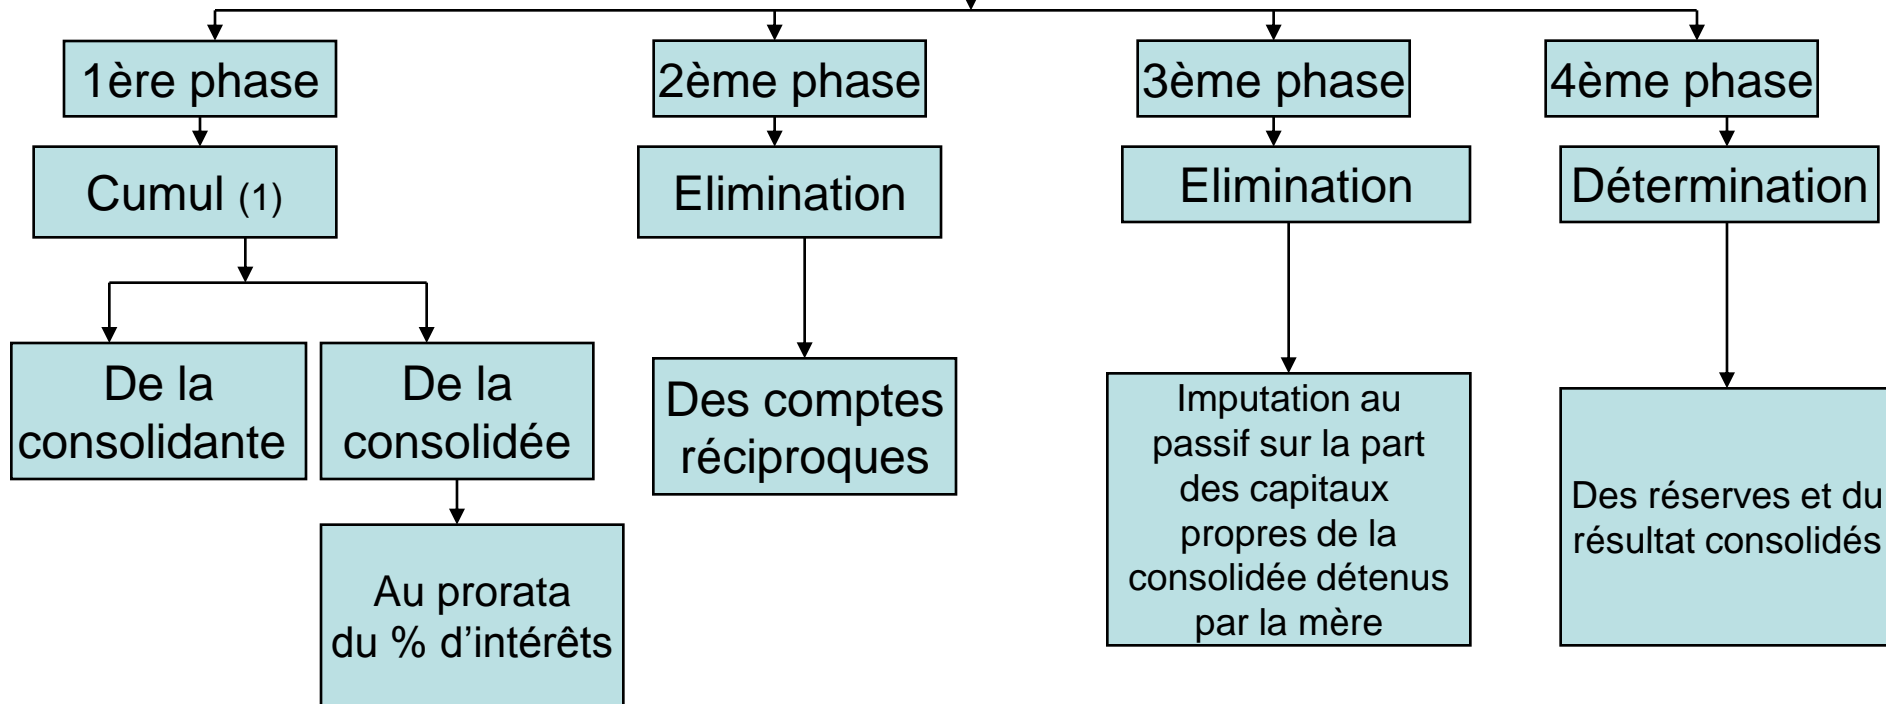 1ère phase
2ème phase
3ème phase
4ème phase
Cumul (1)
Elimination
Elimination
Détermination
De la
consolidante
De la
consolidée
Au prorata
du % d’intérêts
Des comptes
réciproques
Imputation au
passif sur la part
des capitaux
propres de la
consolidée détenus
par la mère
Des réserves et du
résultat consolidés